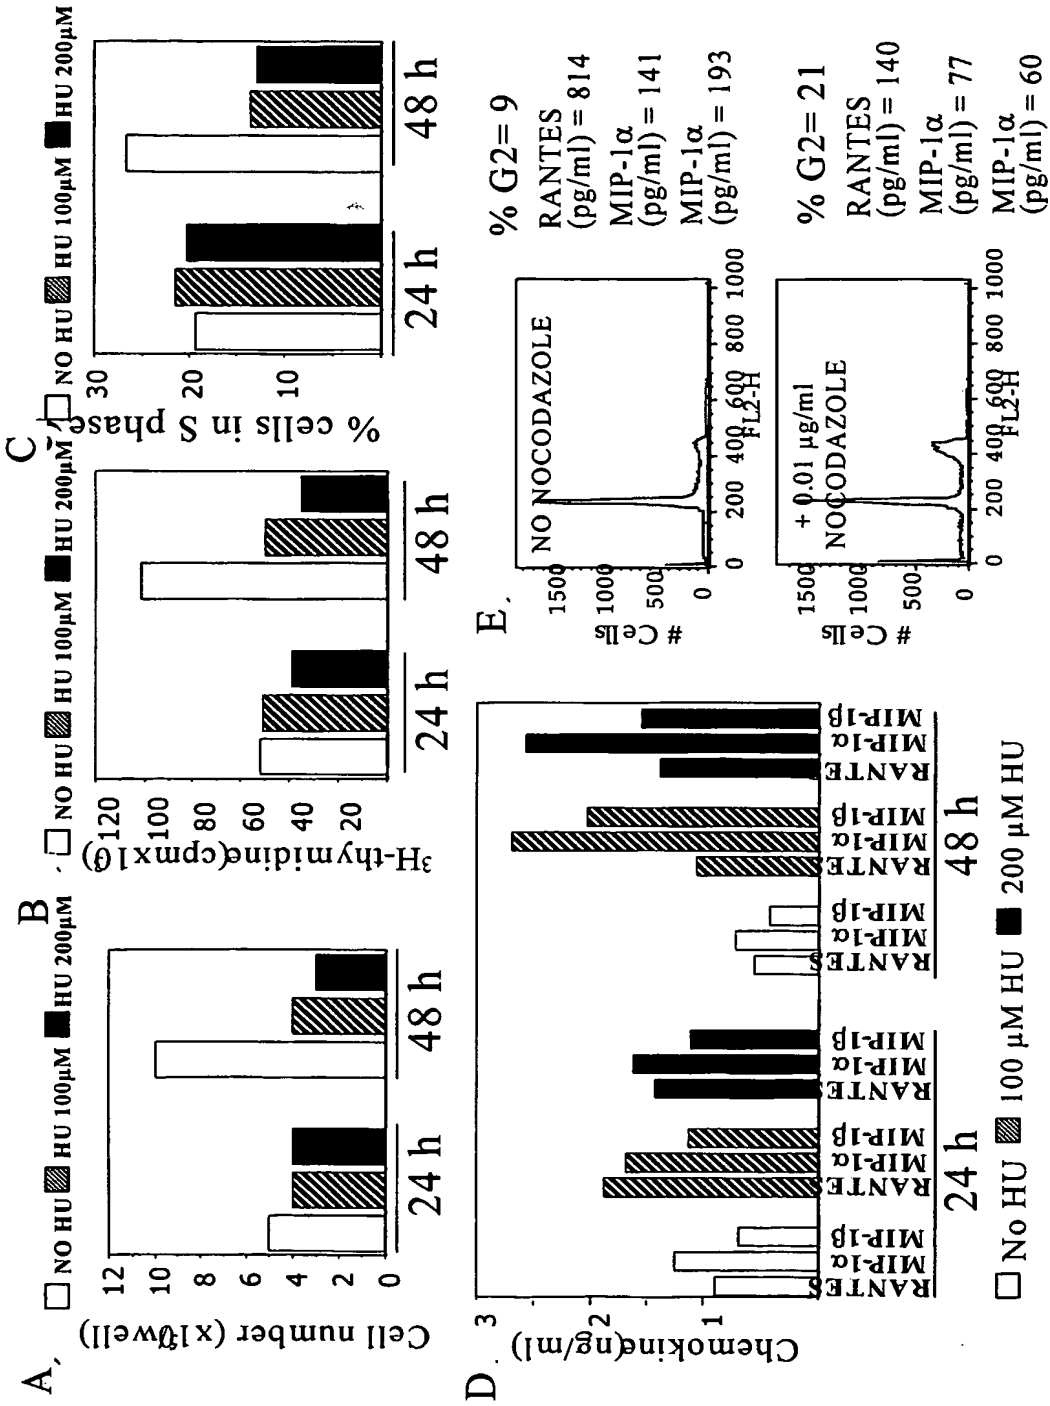 A.
NO HU HU 100µM HU 200µM
Cell number (x10⁵/well)
12
10
8
6
4
2
0
24 h
48 h
B
NO HU HU 100µM HU 200µM
³H-thymidine(cpmx10³)
120
100
80
60
40
20
24 h
48 h
C
NO HU HU 100µM HU 200µM
% cells in S phase
30
20
10
24 h
48 h
D
Chemokine(ng/ml)
3
2
1
RANTES
MIP-1α
MIP-1β
RANTES
MIP-1α
MIP-1β
RANTES
MIP-1α
MIP-1β
RANTES
MIP-1α
MIP-1β
RANTES
MIP-1α
MIP-1β
RANTE
MIP-1α
MIP-1β
24 h
48 h
No HU 100 µM HU 200 µM HU
E.
NO NOCODAZOLE
# Cells
1500
1000
500
0
0 200 400 600 800 1000
FL2-H
% G2= 9
RANTES
(pg/ml) = 814
MIP-1α
(pg/ml) = 141
MIP-1α
(pg/ml) = 193
+ 0.01 µg/ml
NOCODAZOLE
# Cells
1500
1000
500
0
0 200 400 600 800 1000
FL2-H
% G2= 21
RANTES
(pg/ml) = 140
MIP-1α
(pg/ml) = 77
MIP-1α
(pg/ml) = 60